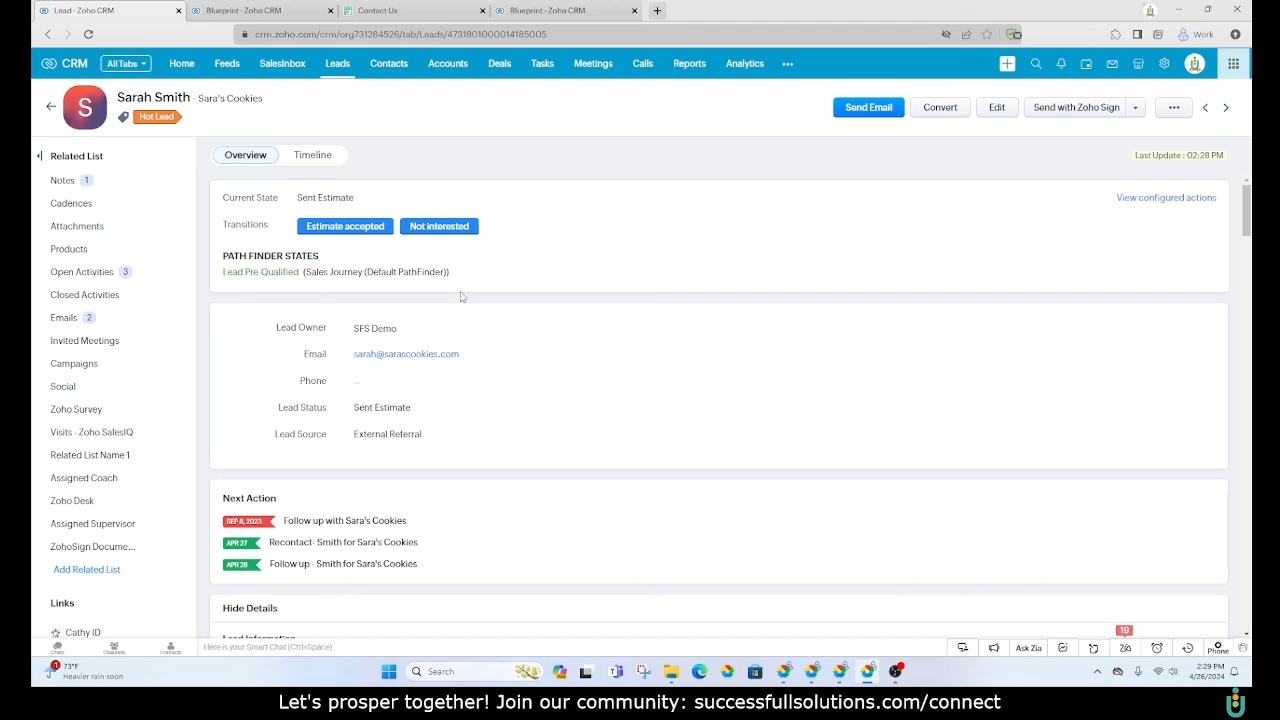 Lead - Zoho CRM
Blueprint - Zoho CRM
Contact Us
Blueprint - Zoho CRM
crm.zoho.com/crm/org731284526/tab/Leads/4731801000014185005
Work
CRM
All Tabs
Home
Feeds
SalesInbox
Leads
Contacts
Accounts
Deals
Tasks
Meetings
Calls
Reports
Analytics
S
Sarah Smith - Sara's Cookies
Hot Lead
Send Email
Convert
Edit
Send with Zoho Sign
Related List
Overview
Timeline
Last Update : 02:28 PM
Notes 1
Cadences
Attachments
Products
Open Activities 3
Closed Activities
Emails 2
Invited Meetings
Campaigns
Social
Zoho Survey
Visits - Zoho SalesIQ
Related List Name 1
Assigned Coach
Zoho Desk
Assigned Supervisor
ZohoSign Docume...
Add Related List
Links
Cathy ID
Current State Sent Estimate
View configured actions
Transitions Estimate accepted Not interested
PATH FINDER STATES
Lead Pre-Qualified (Sales Journey (Default PathFinder))
Lead Owner SFS Demo
Email sarah@sarascookies.com
Phone ...
Lead Status Sent Estimate
Lead Source External Referral
Next Action
SEP 8, 2023 Follow up with Sara's Cookies
APR 27 Recontact- Smith for Sara's Cookies
APR 28 Follow up - Smith for Sara's Cookies
Hide Details
Lead Information
Chats
Channels
Contacts
Here is your Smart Chat (Ctrl+Space)
Ask Zia
19
Phone
1
73°F
Heavier rain soon
Search
2:29 PM
4/26/2024
Let's prosper together! Join our community: successfullsolutions.com/connect